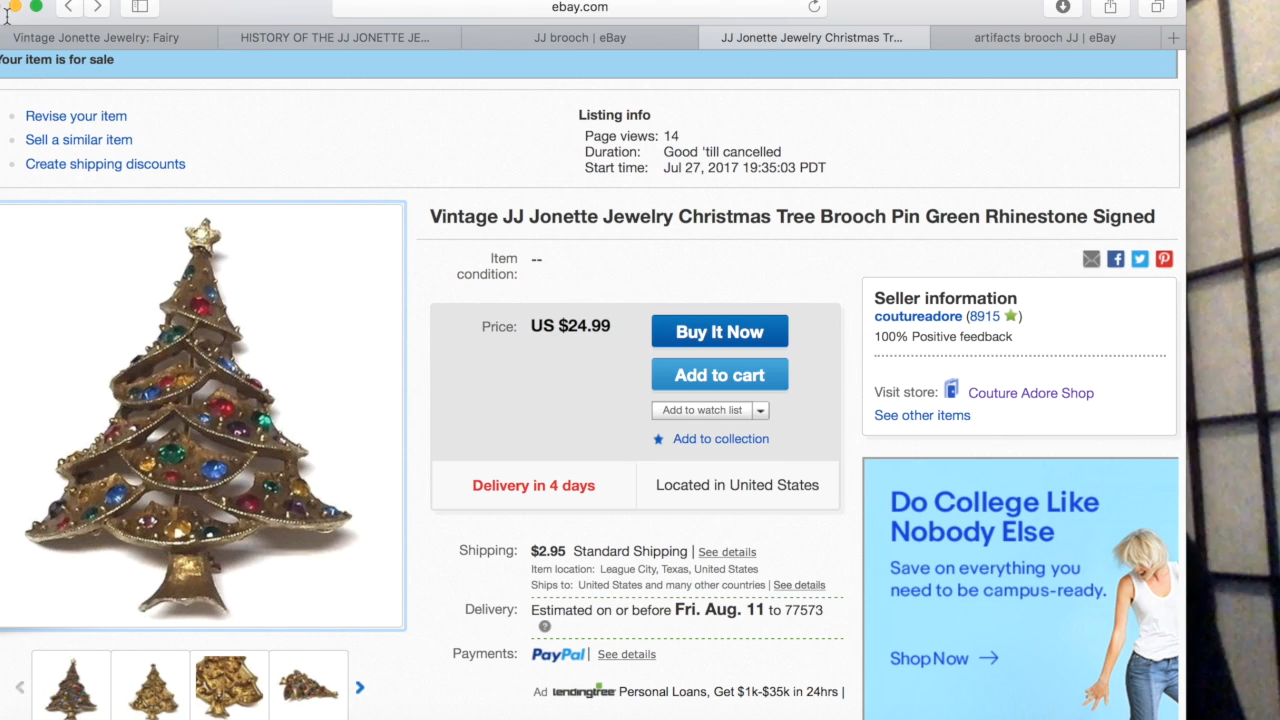 ebay.com
Vintage Jonette Jewelry: Fairy
HISTORY OF THE JJ JONETTE JE...
JJ brooch | eBay
JJ Jonette Jewelry Christmas Tr...
artifacts brooch JJ | eBay
Your item is for sale
Revise your item
Sell a similar item
Create shipping discounts
Listing info
Page views: 14
Duration: Good 'till cancelled
Start time: Jul 27, 2017 19:35:03 PDT
Vintage JJ Jonette Jewelry Christmas Tree Brooch Pin Green Rhinestone Signed
Item condition: --
Price: US $24.99
Buy It Now
Add to cart
Add to watch list
Add to collection
Delivery in 4 days
Located in United States
Seller information
coutureadore (8915)
100% Positive feedback
Visit store: Couture Adore Shop
See other items
Shipping: $2.95 Standard Shipping | See details
Item location: League City, Texas, United States
Ships to: United States and many other countries | See details
Delivery: Estimated on or before Fri. Aug. 11 to 77573
Payments: PayPal | See details
Ad lendingtree Personal Loans, Get $1k-$35k in 24hrs |
Do College Like
Nobody Else
Save on everything you
need to be campus-ready.
Shop Now